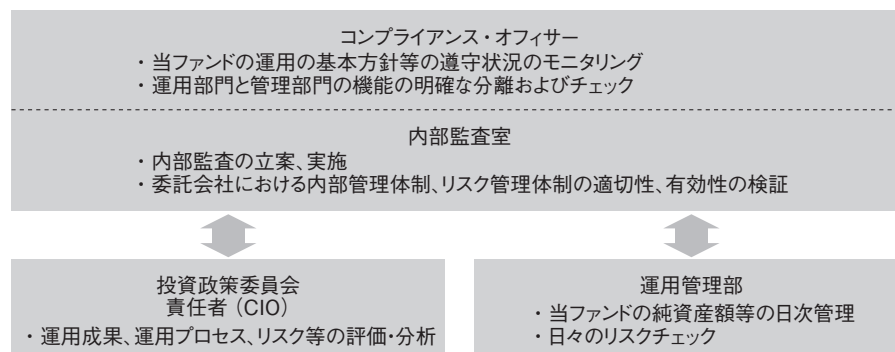 コンプライアンス・オフィサー
・当ファンドの運用の基本方針等の遵守状況のモニタリング
・運用部門と管理部門の機能の明確な分離およびチェック
内部監査室
・内部監査の立案、実施
・委託会社における内部管理体制、リスク管理体制の適切性、有効性の検証
投資政策委員会
責任者（CIO）
・運用成果、運用プロセス、リスク等の評価・分析
運用管理部
・当ファンドの純資産額等の日次管理
・日々のリスクチェック